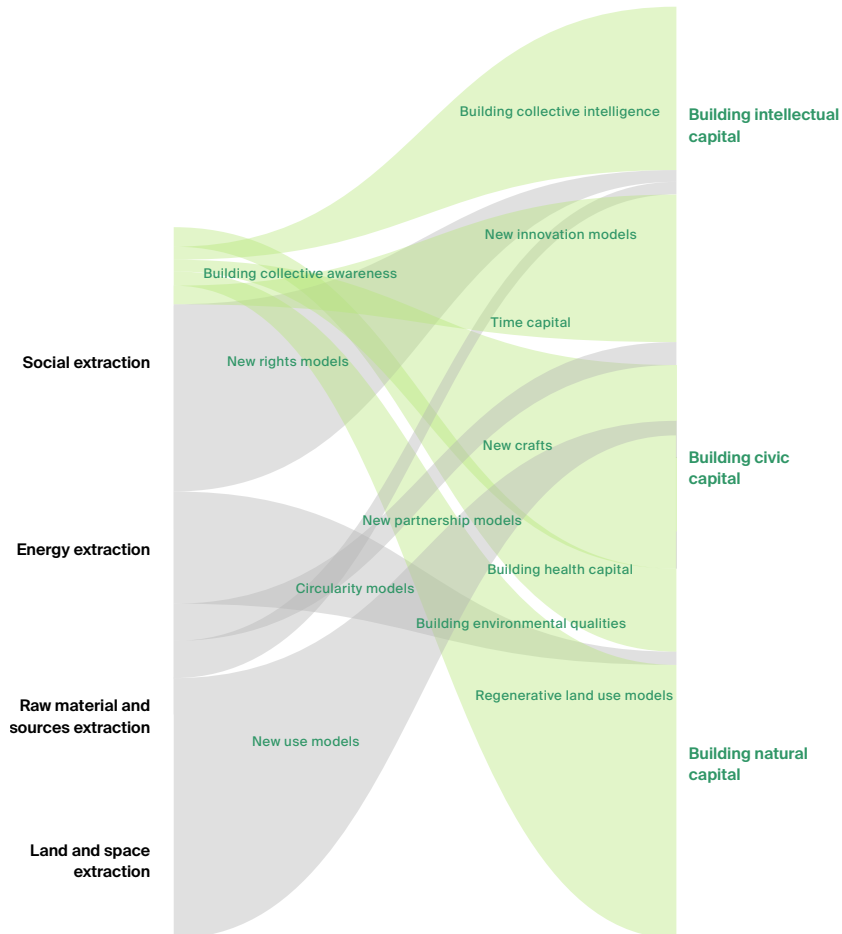 Building collective intelligence
Building intellectual
capital
New innovation models
Building collective awareness
Time capital
Social extraction
New rights models
New crafts
Building civic
capital
New partnership models
Energy extraction
Building health capital
Circularity models
Building environmental qualities
Regenerative land use models
Raw material and
sources extraction
New use models
Building natural
capital
Land and space
extraction